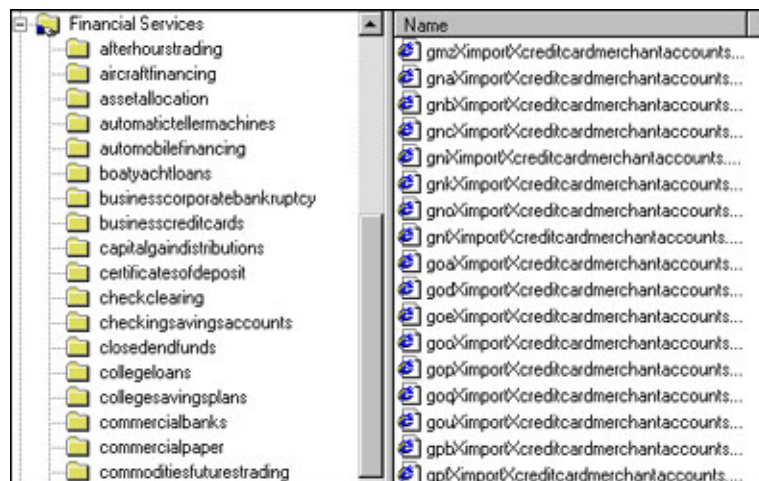 Financial Services
afterhourstrading
aircraftfinancing
assetallocation
automatictellermachines
automobilefinancing
boatyachtloans
businesscorporatebankruptcy
businesscreditcards
capitalgaindistributions
certificatesofdeposit
checkclearing
checkingsavingsaccounts
closedendfunds
collegeloans
collegesavingsplans
commercialbanks
commercialpaper
commoditiesfuturestrading
Name
gmzXimportXcreditcardmerchantaccounts...
gnaXimportXcreditcardmerchantaccounts...
gnbXimportXcreditcardmerchantaccounts...
gncXimportXcreditcardmerchantaccounts...
gniXimportXcreditcardmerchantaccounts....
gnkXimportXcreditcardmerchantaccounts...
gnoXimportXcreditcardmerchantaccounts...
gntXimportXcreditcardmerchantaccounts....
goaXimportXcreditcardmerchantaccounts...
godXimportXcreditcardmerchantaccounts...
goeXimportXcreditcardmerchantaccounts...
gooXimportXcreditcardmerchantaccounts...
gopXimportXcreditcardmerchantaccounts...
goqXimportXcreditcardmerchantaccounts...
gouXimportXcreditcardmerchantaccounts...
gpbXimportXcreditcardmerchantaccounts...
gpfXimportXcreditcardmerchantaccounts....